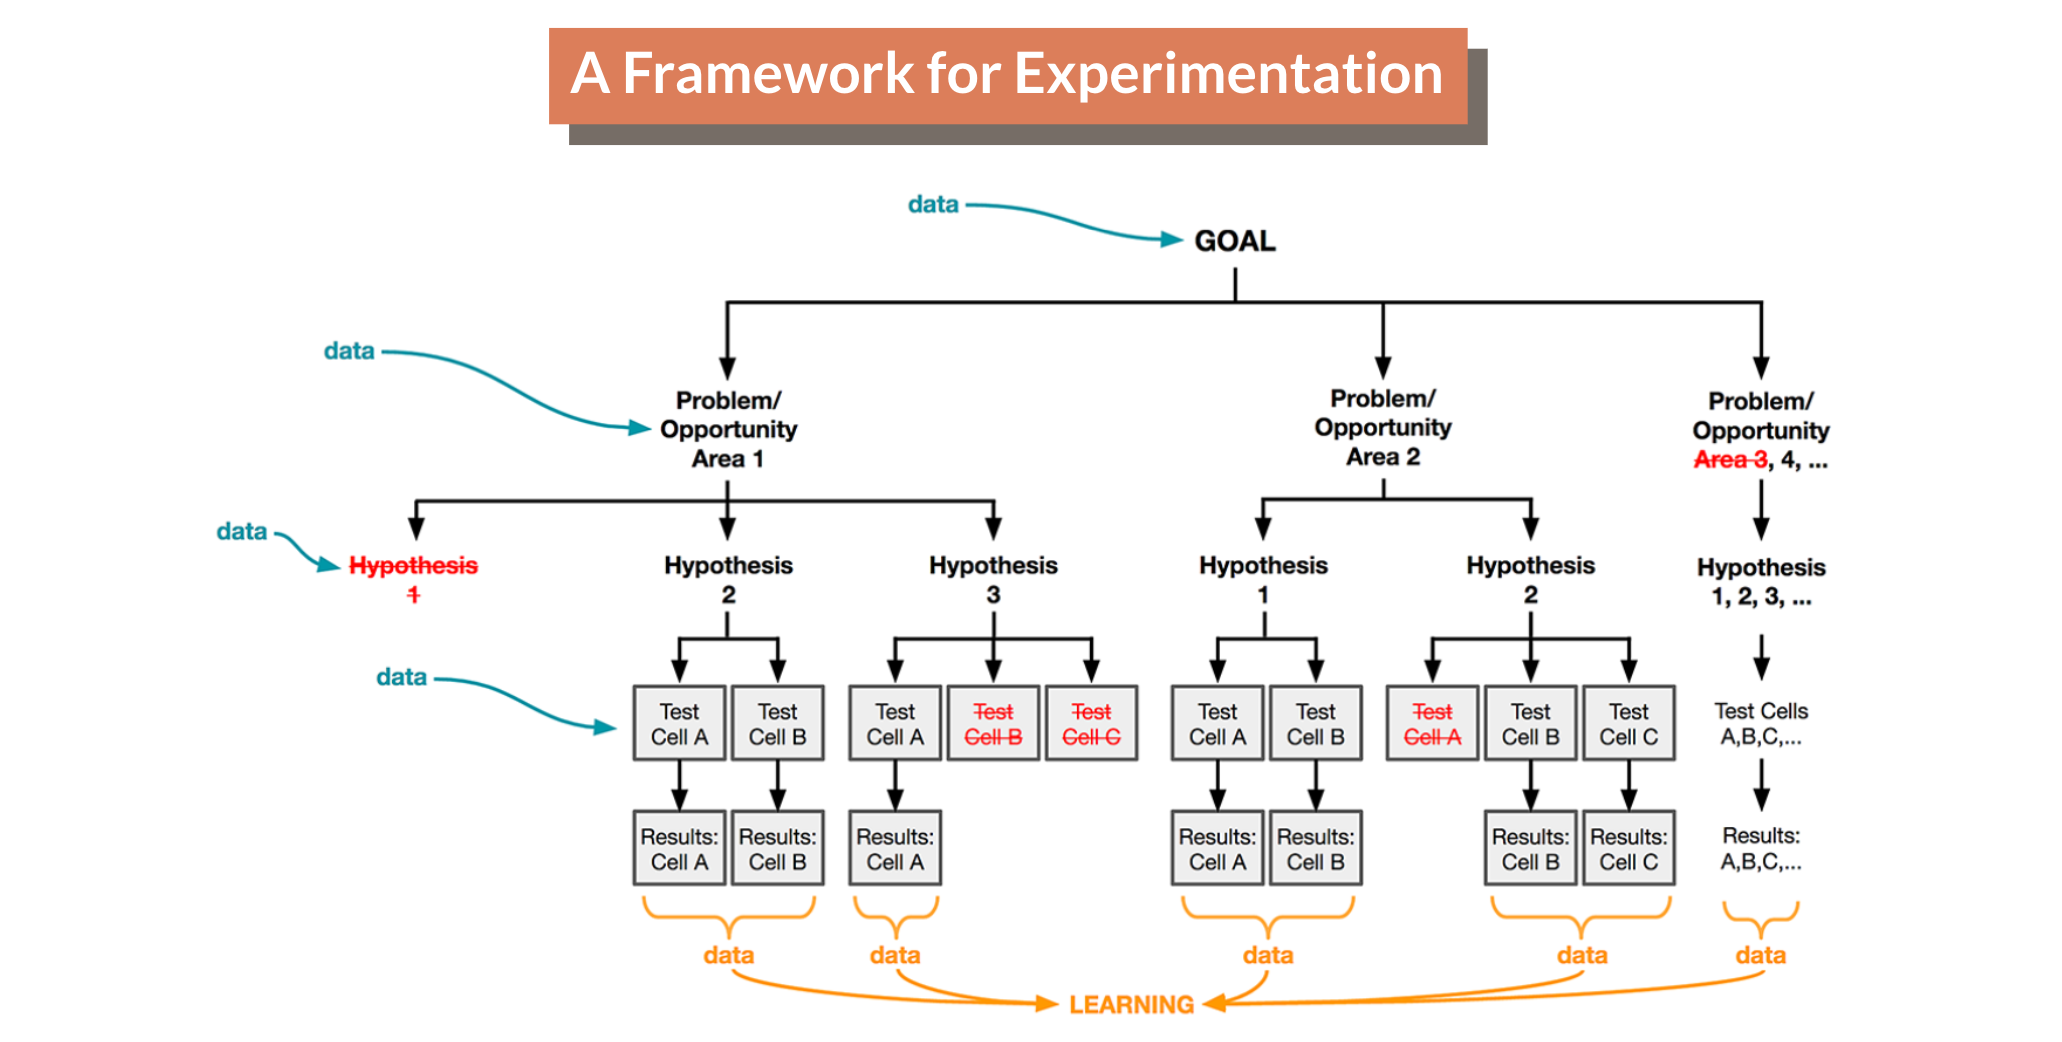 A Framework for Experimentation
data
GOAL
data
Problem/
Opportunity
Area 1
Problem/
Opportunity
Area 2
Problem/
Opportunity
Area 3, 4, ...
data
Hypothesis
1
Hypothesis
2
Hypothesis
3
Hypothesis
1
Hypothesis
2
Hypothesis
1, 2, 3, ...
data
Test
Cell A
Test
Cell B
Test
Cell A
Test
Cell B
Test
Cell C
Test
Cell A
Test
Cell B
Test
Cell A
Test
Cell B
Test
Cell C
Test Cells
A,B,C,...
Results:
Cell A
Results:
Cell B
Results:
Cell A
Results:
Cell A
Results:
Cell B
Results:
Cell B
Results:
Cell C
Results:
A,B,C,...
data
data
data
data
data
LEARNING